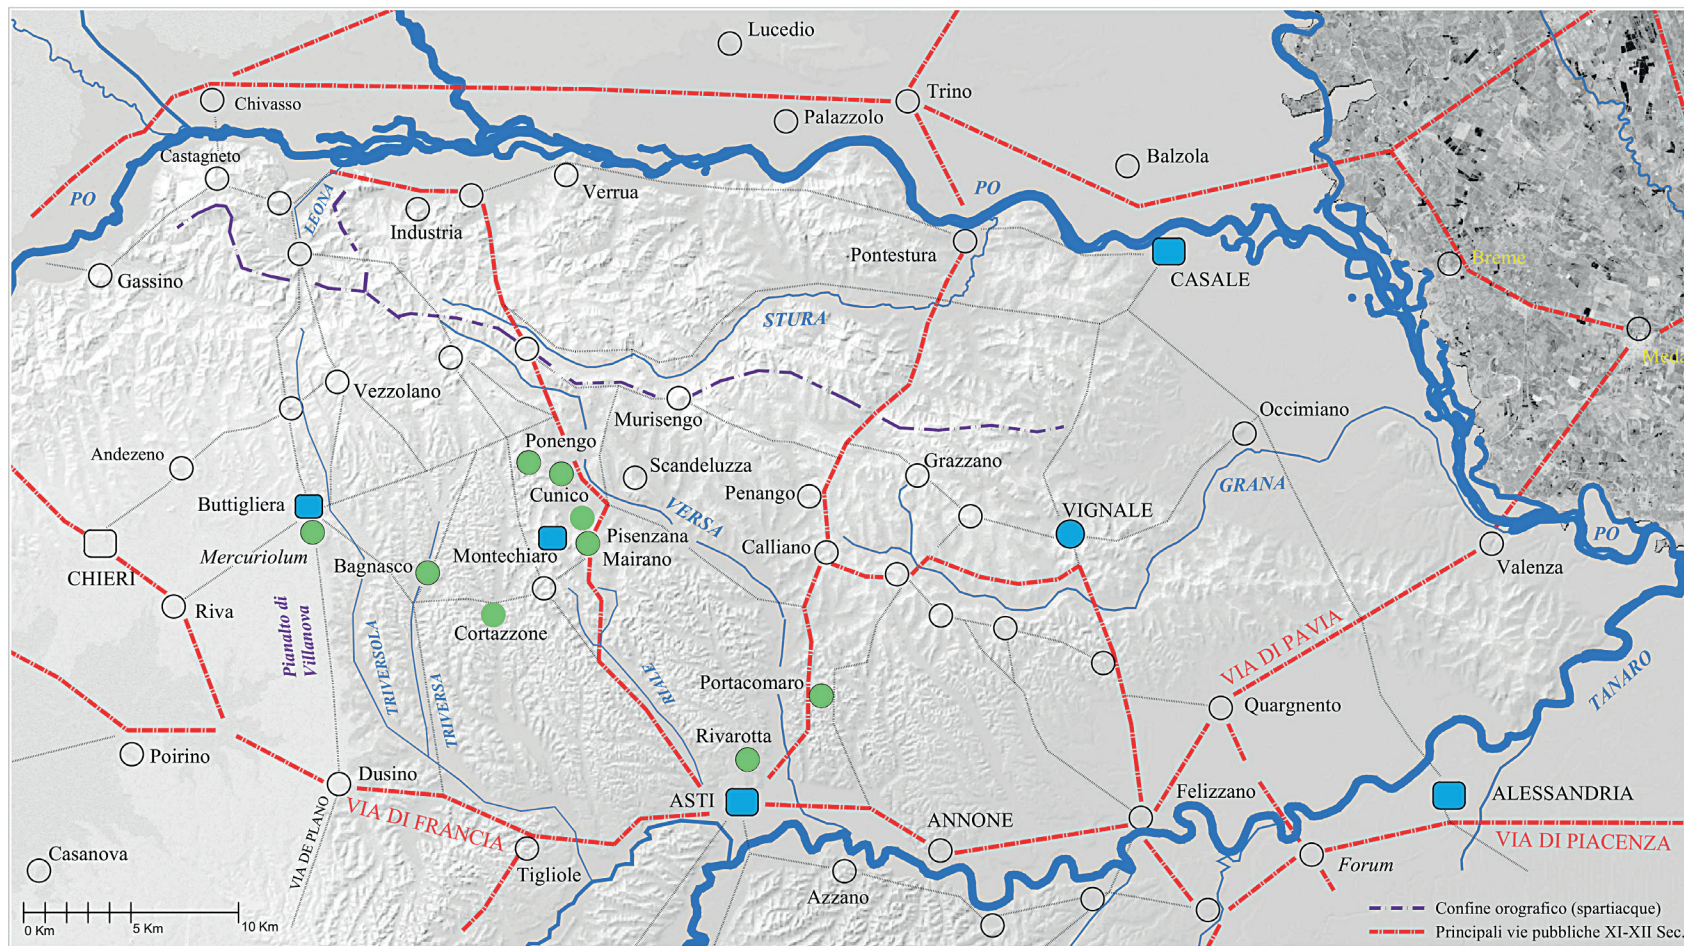 Lucedio
Chivasso
Trino
Palazzolo
Castagneto
Balzola
PO
LEONA
Verrua
PO
Industria
Pontestura
Gassino
CASALE
Breme
STURA
Meda
Vezzolano
Murisengo
Occimiano
Ponengo
Andezeno
Scandeluzza
Grazzano
Cunico
Penango
GRANA
Buttigliera
VERSA
VIGNALE
PO
Pisenzana
Mercuriolum
Montechiaro
Mairano
Calliano
Bagnasco
Valenza
CHIERI
Riva
Pianalto di
Villanova
Cortazzone
TRIVERSOLA
VIA DI PAVIA
TRIVERSA
RIALE
Portacomaro
TANARO
Quargnento
Rivarotta
Poirino
Dusino
Felizzano
ASTI
ALESSANDRIA
VIA DI FRANCIA
ANNONE
VIA DI PIACENZA
VIA DE PLANO
Casanova
Forum
Tigliole
Azzano
0 Km
5 Km
10 Km
Confine orografico (spartiacque)
Principali vie pubbliche XI-XII Sec.